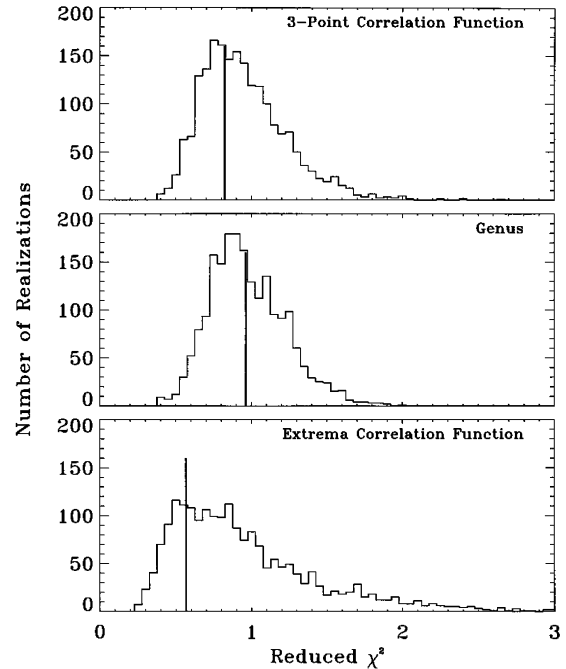 3-Point Correlation Function
200
150
100
50
0
Genus
200
150
100
50
0
Extrema Correlation Function
200
150
100
50
0
0 1 2 3
Number of Realizations
Reduced χ²